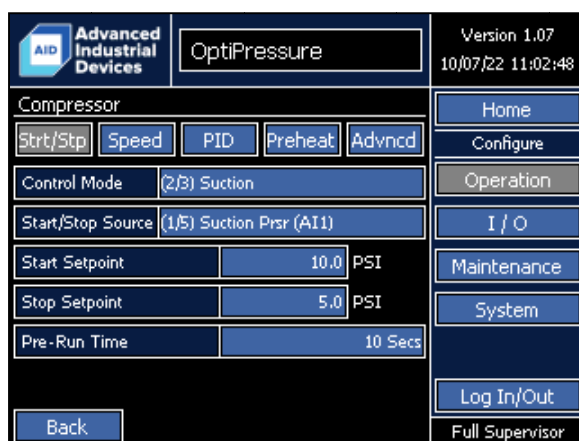 AID
Advanced
Industrial
Devices
OptiPressure
Version 1.07
10/07/22 11:02:48
Compressor
Strt/Stp Speed PID Preheat Advncd
Control Mode (2/3) Suction
Start/Stop Source (1/5) Suction Prsr (AI1)
Start Setpoint 10.0 PSI
Stop Setpoint 5.0 PSI
Pre-Run Time 10 Secs
Back
Home
Configure
Operation
I / O
Maintenance
System
Log In/Out
Full Supervisor